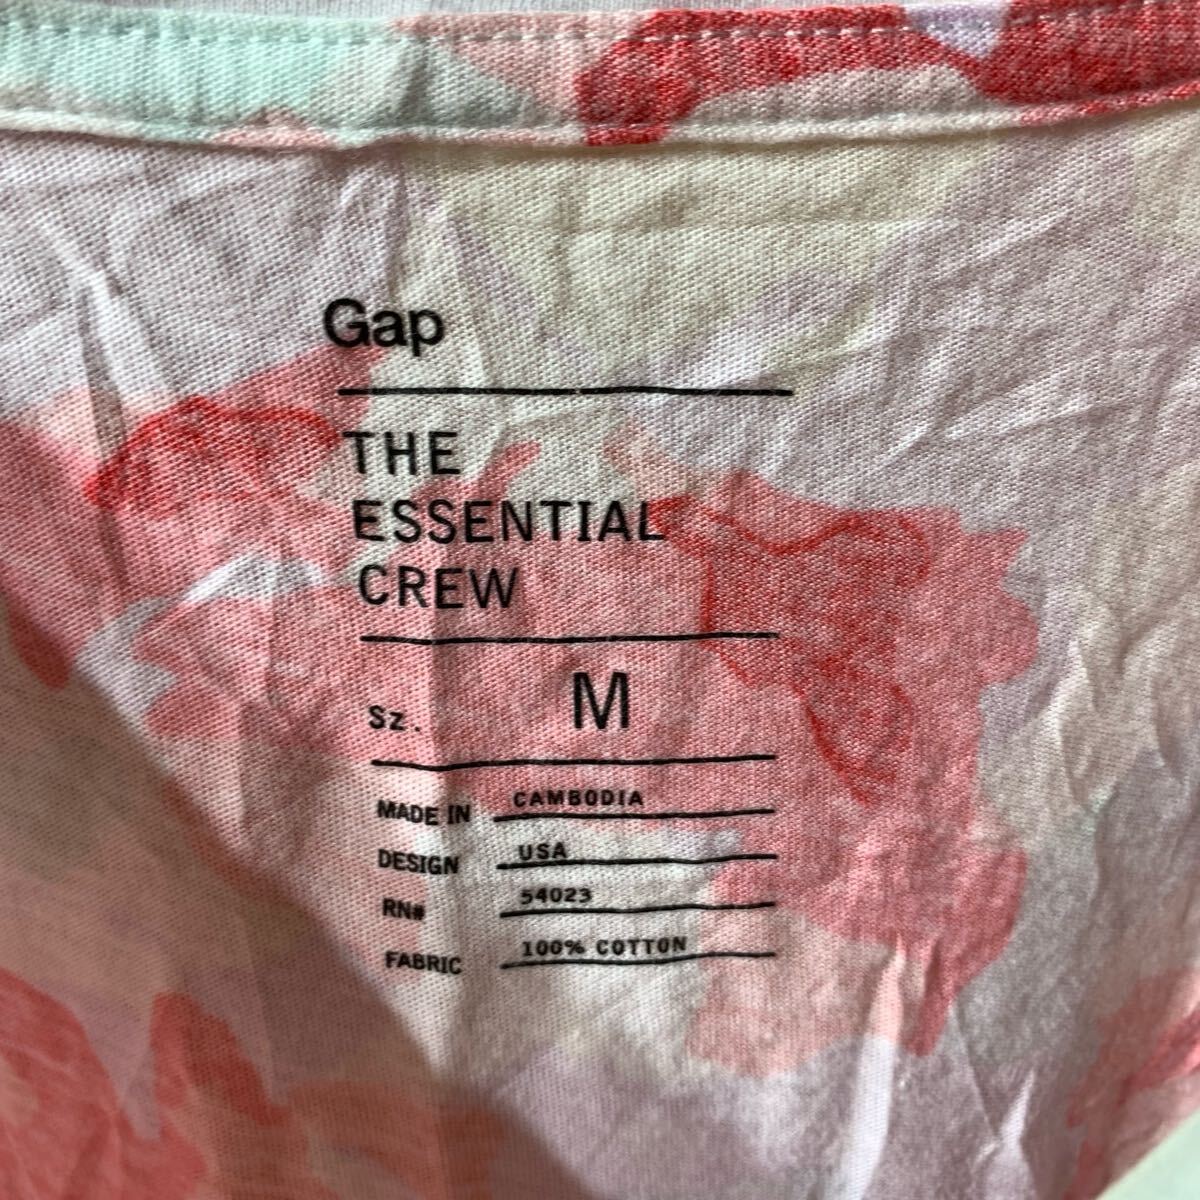 Gap
THE
ESSENTIAL
CREW
Sz. M
MADE IN CAMBODIA
DESIGN USA
RN# 54023
FABRIC 100% COTTON